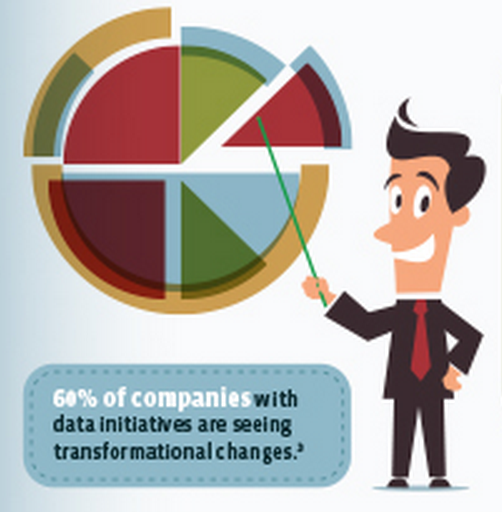 60% of companies with
data initiatives are seeing
transformational changes.³